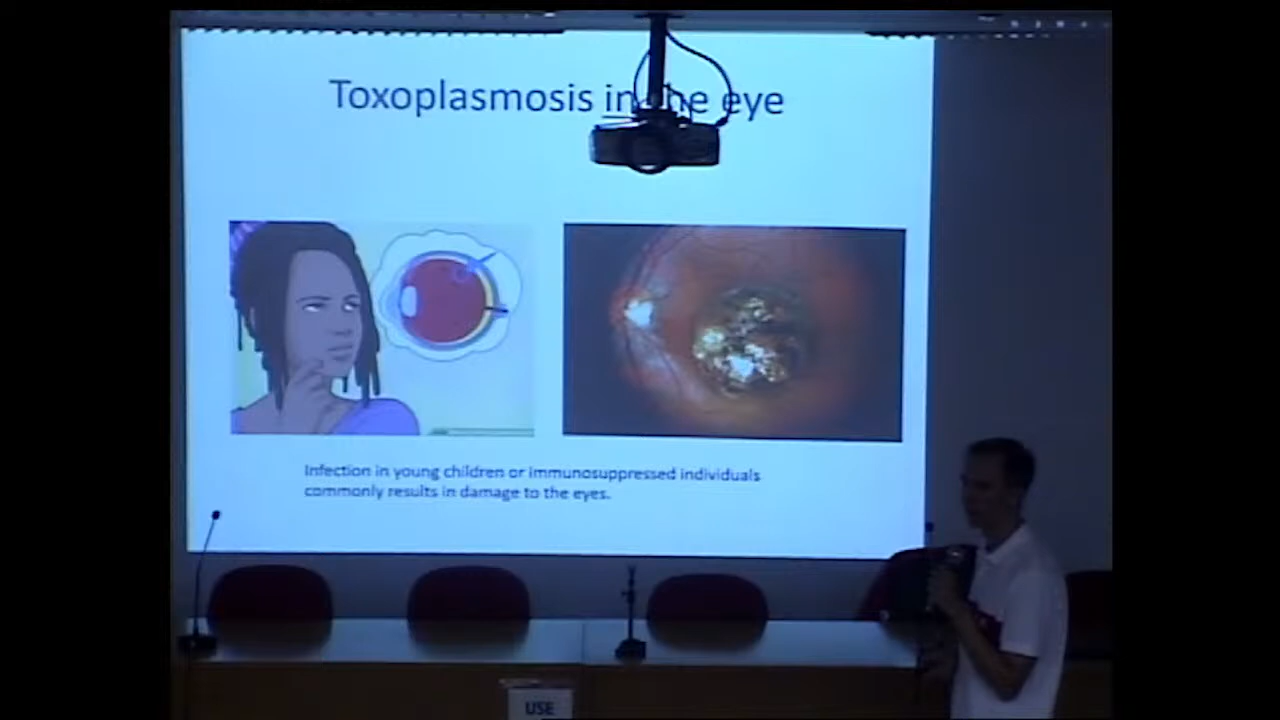 Toxoplasmosis in the eye
Infection in young children or immunosuppressed individuals
commonly results in damage to the eyes.
USE